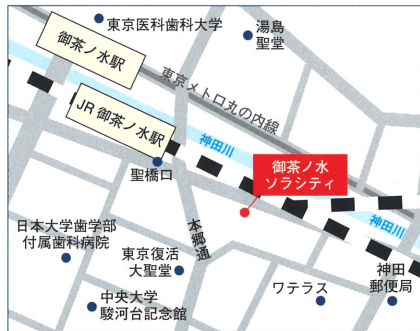 東京医科歯科大学
湯島
聖堂
御茶ノ水駅
東京メトロ丸の内線
JR 御茶ノ水駅
神田川
御茶ノ水
ソラシティ
聖橋口
神田川
本郷通
日本大学歯学部
付属歯科病院
東京復活
大聖堂
神田
郵便局
ワテラス
中央大学
駿河台記念館